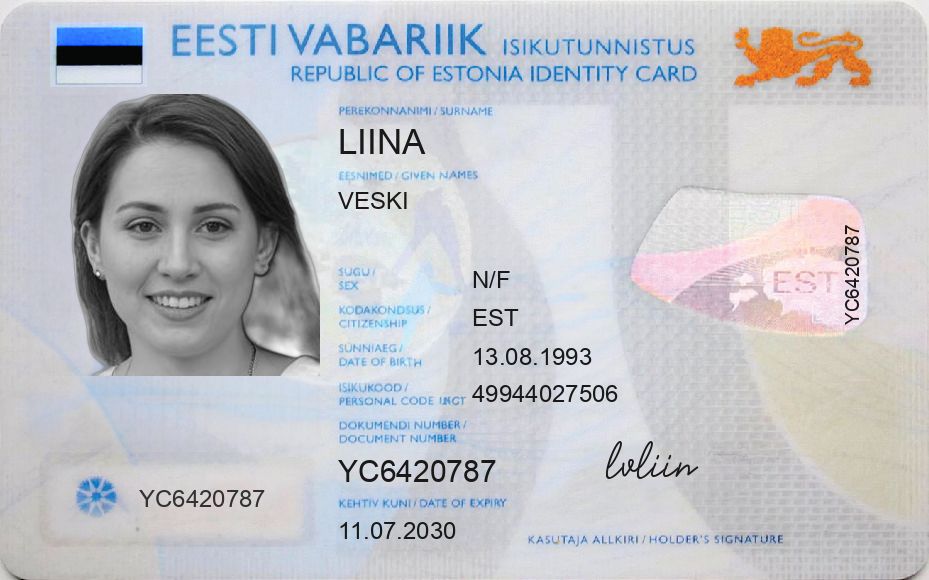 EESTI VABARIIK ISIKUTUNNISTUS
REPUBLIC OF ESTONIA IDENTITY CARD
PEREKONNANIMI / SURNAME
LIINA
EESNIMED / GIVEN NAMES
VESKI
SUGU /
SEX
N/F
KODAKONDSUS /
CITIZENSHIP
EST
SÜNNIAEG /
DATE OF BIRTH
13.08.1993
ISIKUKOOD /
PERSONAL CODE
49944027506
DOKUMENDI NUMBER /
DOCUMENT NUMBER
YC6420787
KEHTIV KUNI / DATE OF EXPIRY
11.07.2030
YC6420787
EST
YC6420787
lvliin
KASUTAJA ALLKIRI / HOLDER'S SIGNATURE